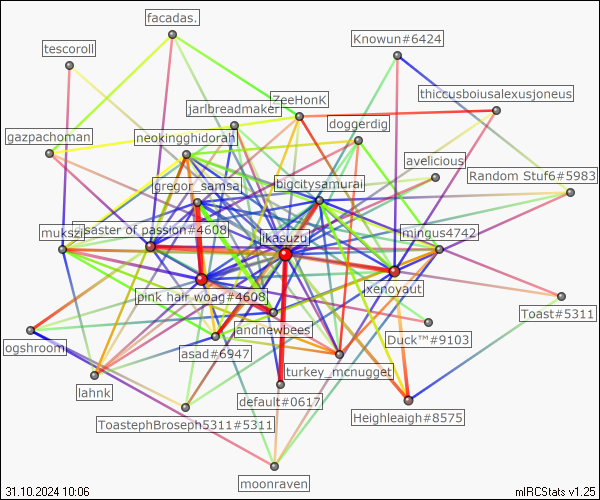 facadas.
Knowun#6424
tescoroll
thiccusboiusalexusjoneus
ZeeHonK
jarlbreadmaker
doggerdig
gazpachoman
neokingghidorah
avelicious
Random Stuf6#5983
gregor_samsa
bigcitysamurai
mukszi
disaster of passion#4608
ikasuzu
mingus4742
pink hair woag#4608
xenoyaut
Toast#5311
andnewbees
Duck™#9103
ogshroom
asad#6947
turkey_mcnugget
lahnk
default#0617
ToastephBroseph5311#5311
Heighleaigh#8575
moonraven
31.10.2024 10:06
mIRCStats v1.25